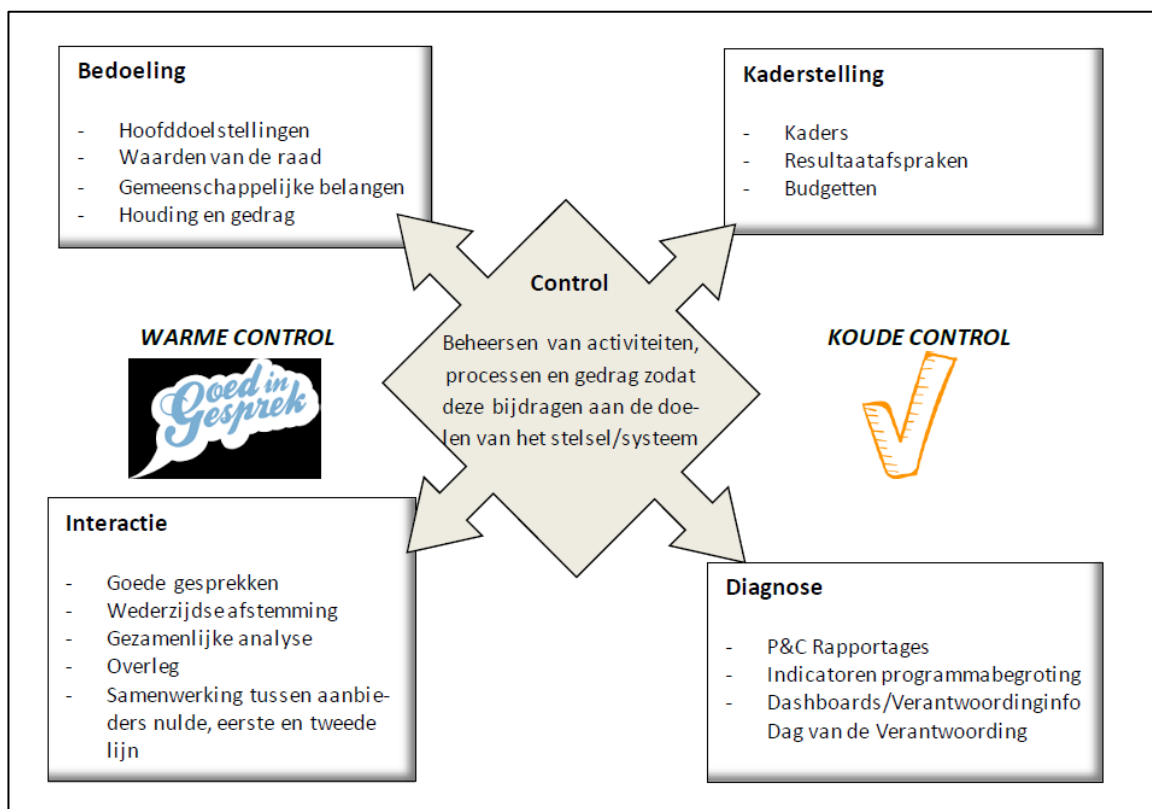 Bedoeling
- Hoofddoelstellingen
- Waarden van de raad
- Gemeenschappelijke belangen
- Houding en gedrag
Kaderstelling
- Kaders
- Resultaatafspraken
- Budgetten
Control
Beheersen van activiteiten,
processen en gedrag zodat
deze bijdragen aan de doe-
len van het stelsel/systeem
WARME CONTROL
Goed in
Gesprek
KOUDE CONTROL
Interactie
- Goede gesprekken
- Wederzijdse afstemming
- Gezamenlijke analyse
- Overleg
- Samenwerking tussen aanbie-
ders nulde, eerste en tweede
lijn
Diagnose
- P&C Rapportages
- Indicatoren programmabegroting
- Dashboards/Verantwoordinginfo
Dag van de Verantwoording